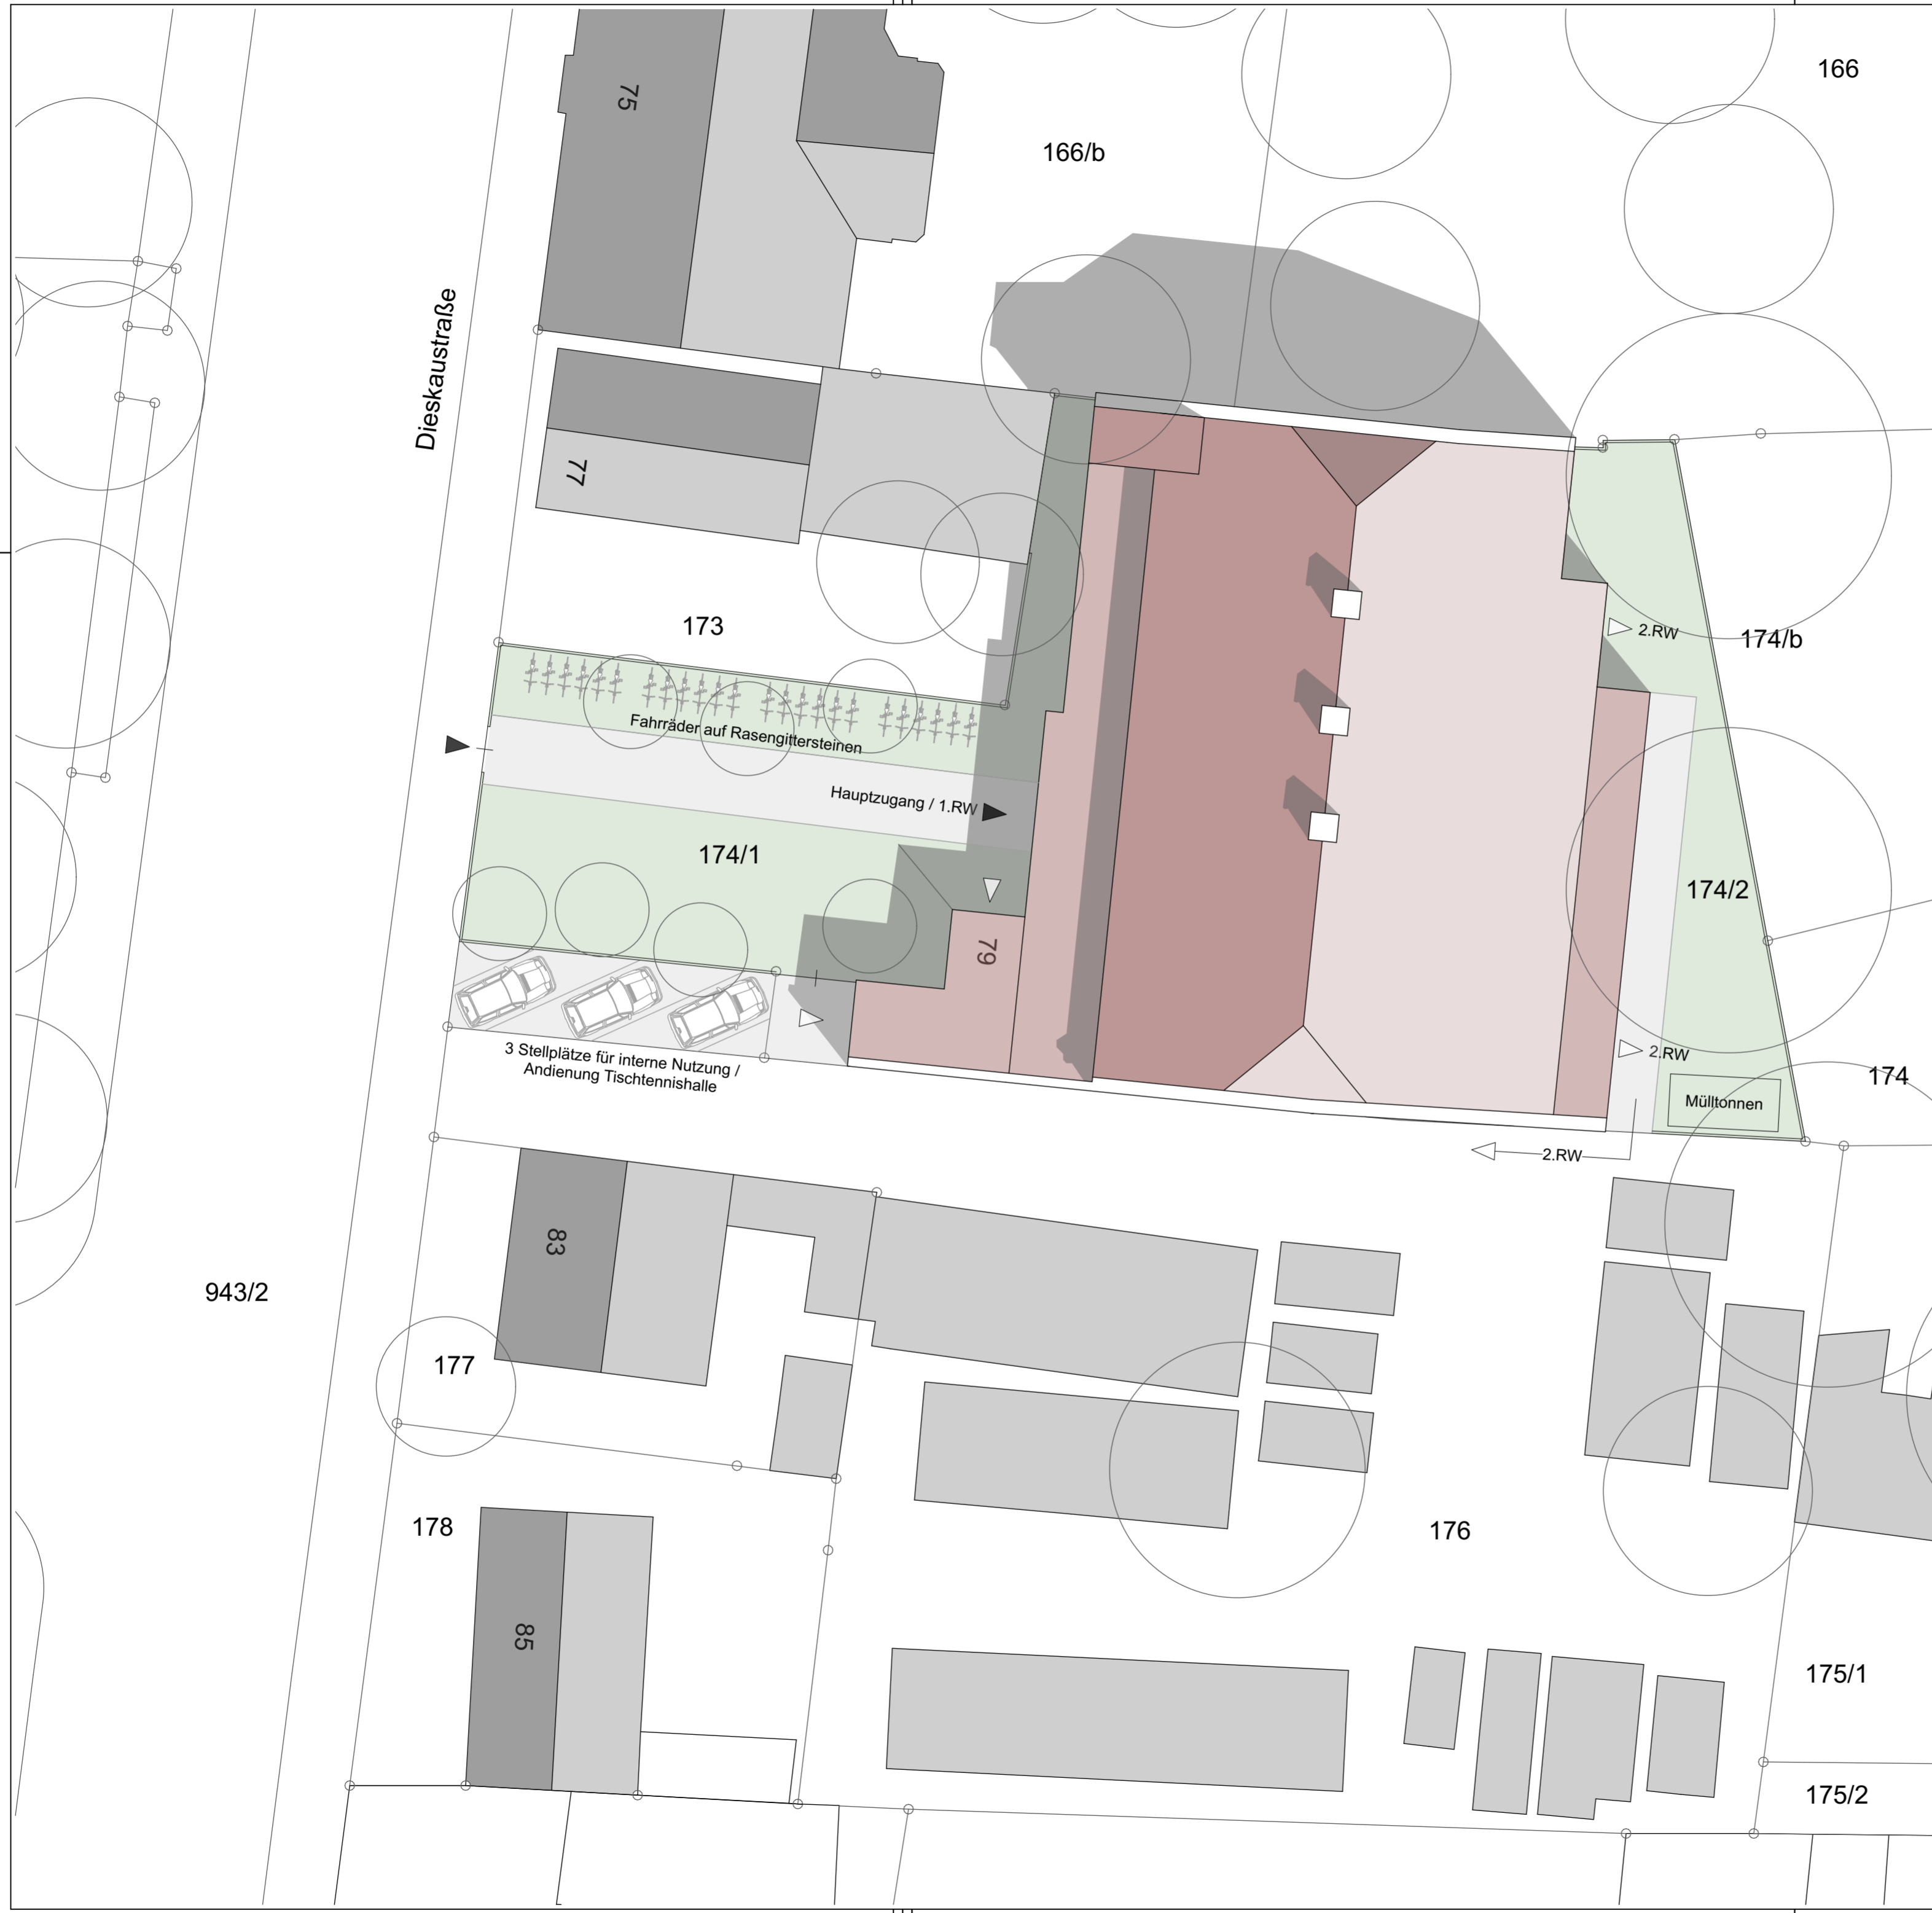 166
75
166/b
Dieskaustraße
77
173
2.RW
174/b
Fahrräder auf Rasengittersteinen
Hauptzugang / 1.RW
174/1
174/2
79
2.RW
3 Stellplätze für interne Nutzung /
Andienung Tischtennishalle
174
Mülltonnen
2.RW
83
943/2
177
178
176
85
175/1
175/2